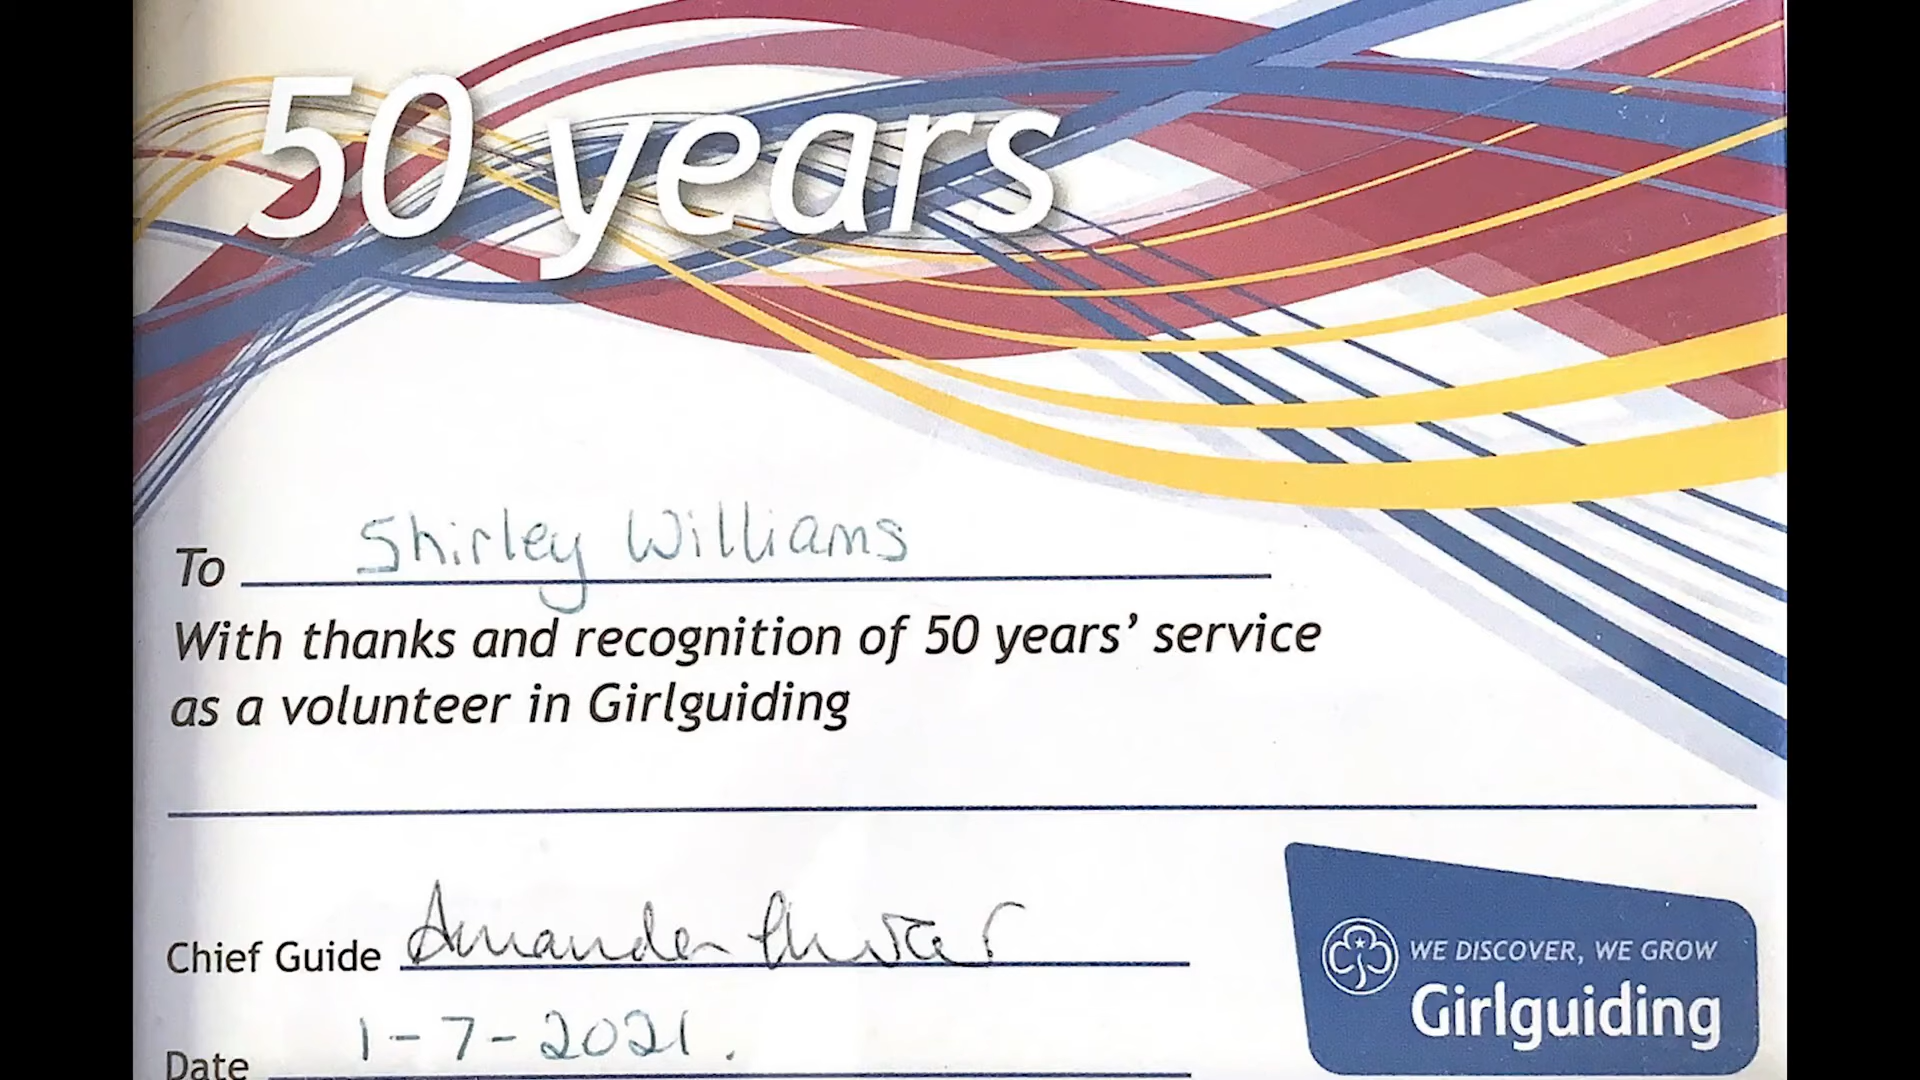 50 years
To Shirley Williams
With thanks and recognition of 50 years’ service
as a volunteer in Girlguiding
Chief Guide Amanda
Date 1-7-2021.
WE DISCOVER, WE GROW
Girlguiding